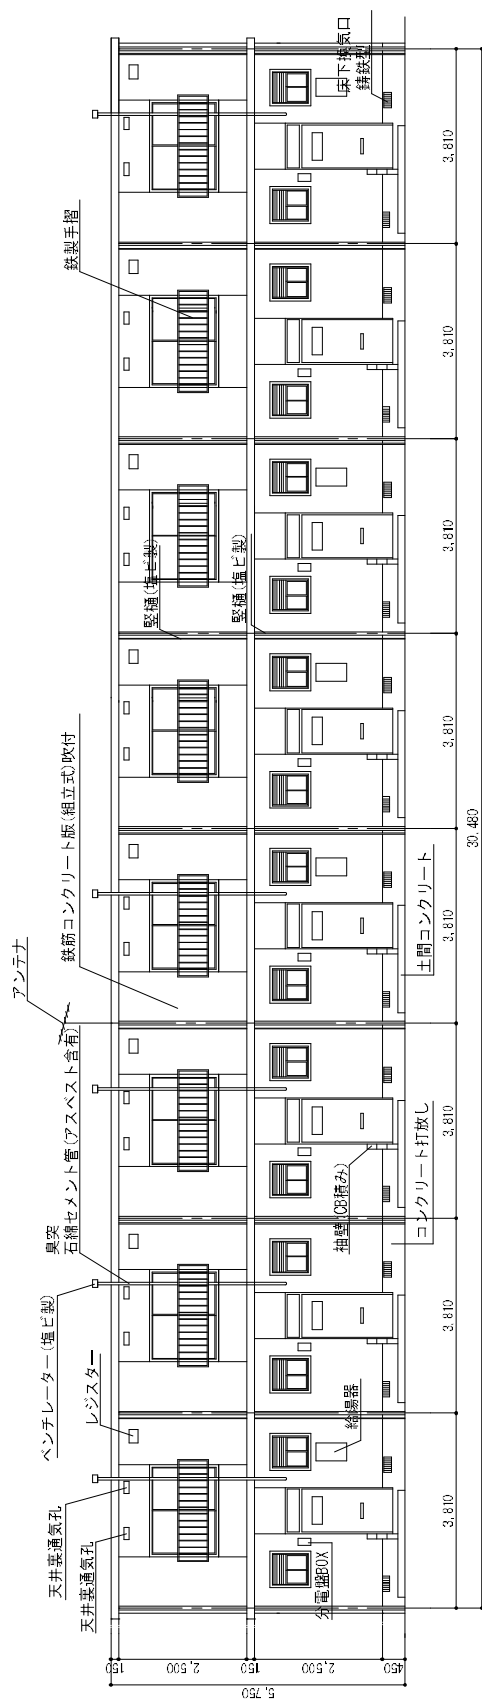 天井裏通気孔
天井裏通気孔
レジスター
ベンチレーター(塩ビ製)
臭突
石綿セメント管(アスベスト含有)
アンテナ
鉄筋コンクリート版(組立式)吹付
竪樋(塩ビ製)
竪樋(塩ビ製)
鉄製手摺
床下換気口
鋳鉄型
分電盤BOX
給湯器
袖壁(CB積み)
コンクリート打放し
土間コンクリート
150
2,500
150
2,500
450
5,750
3,810
3,810
3,810
3,810
3,810
3,810
3,810
3,810
30,480